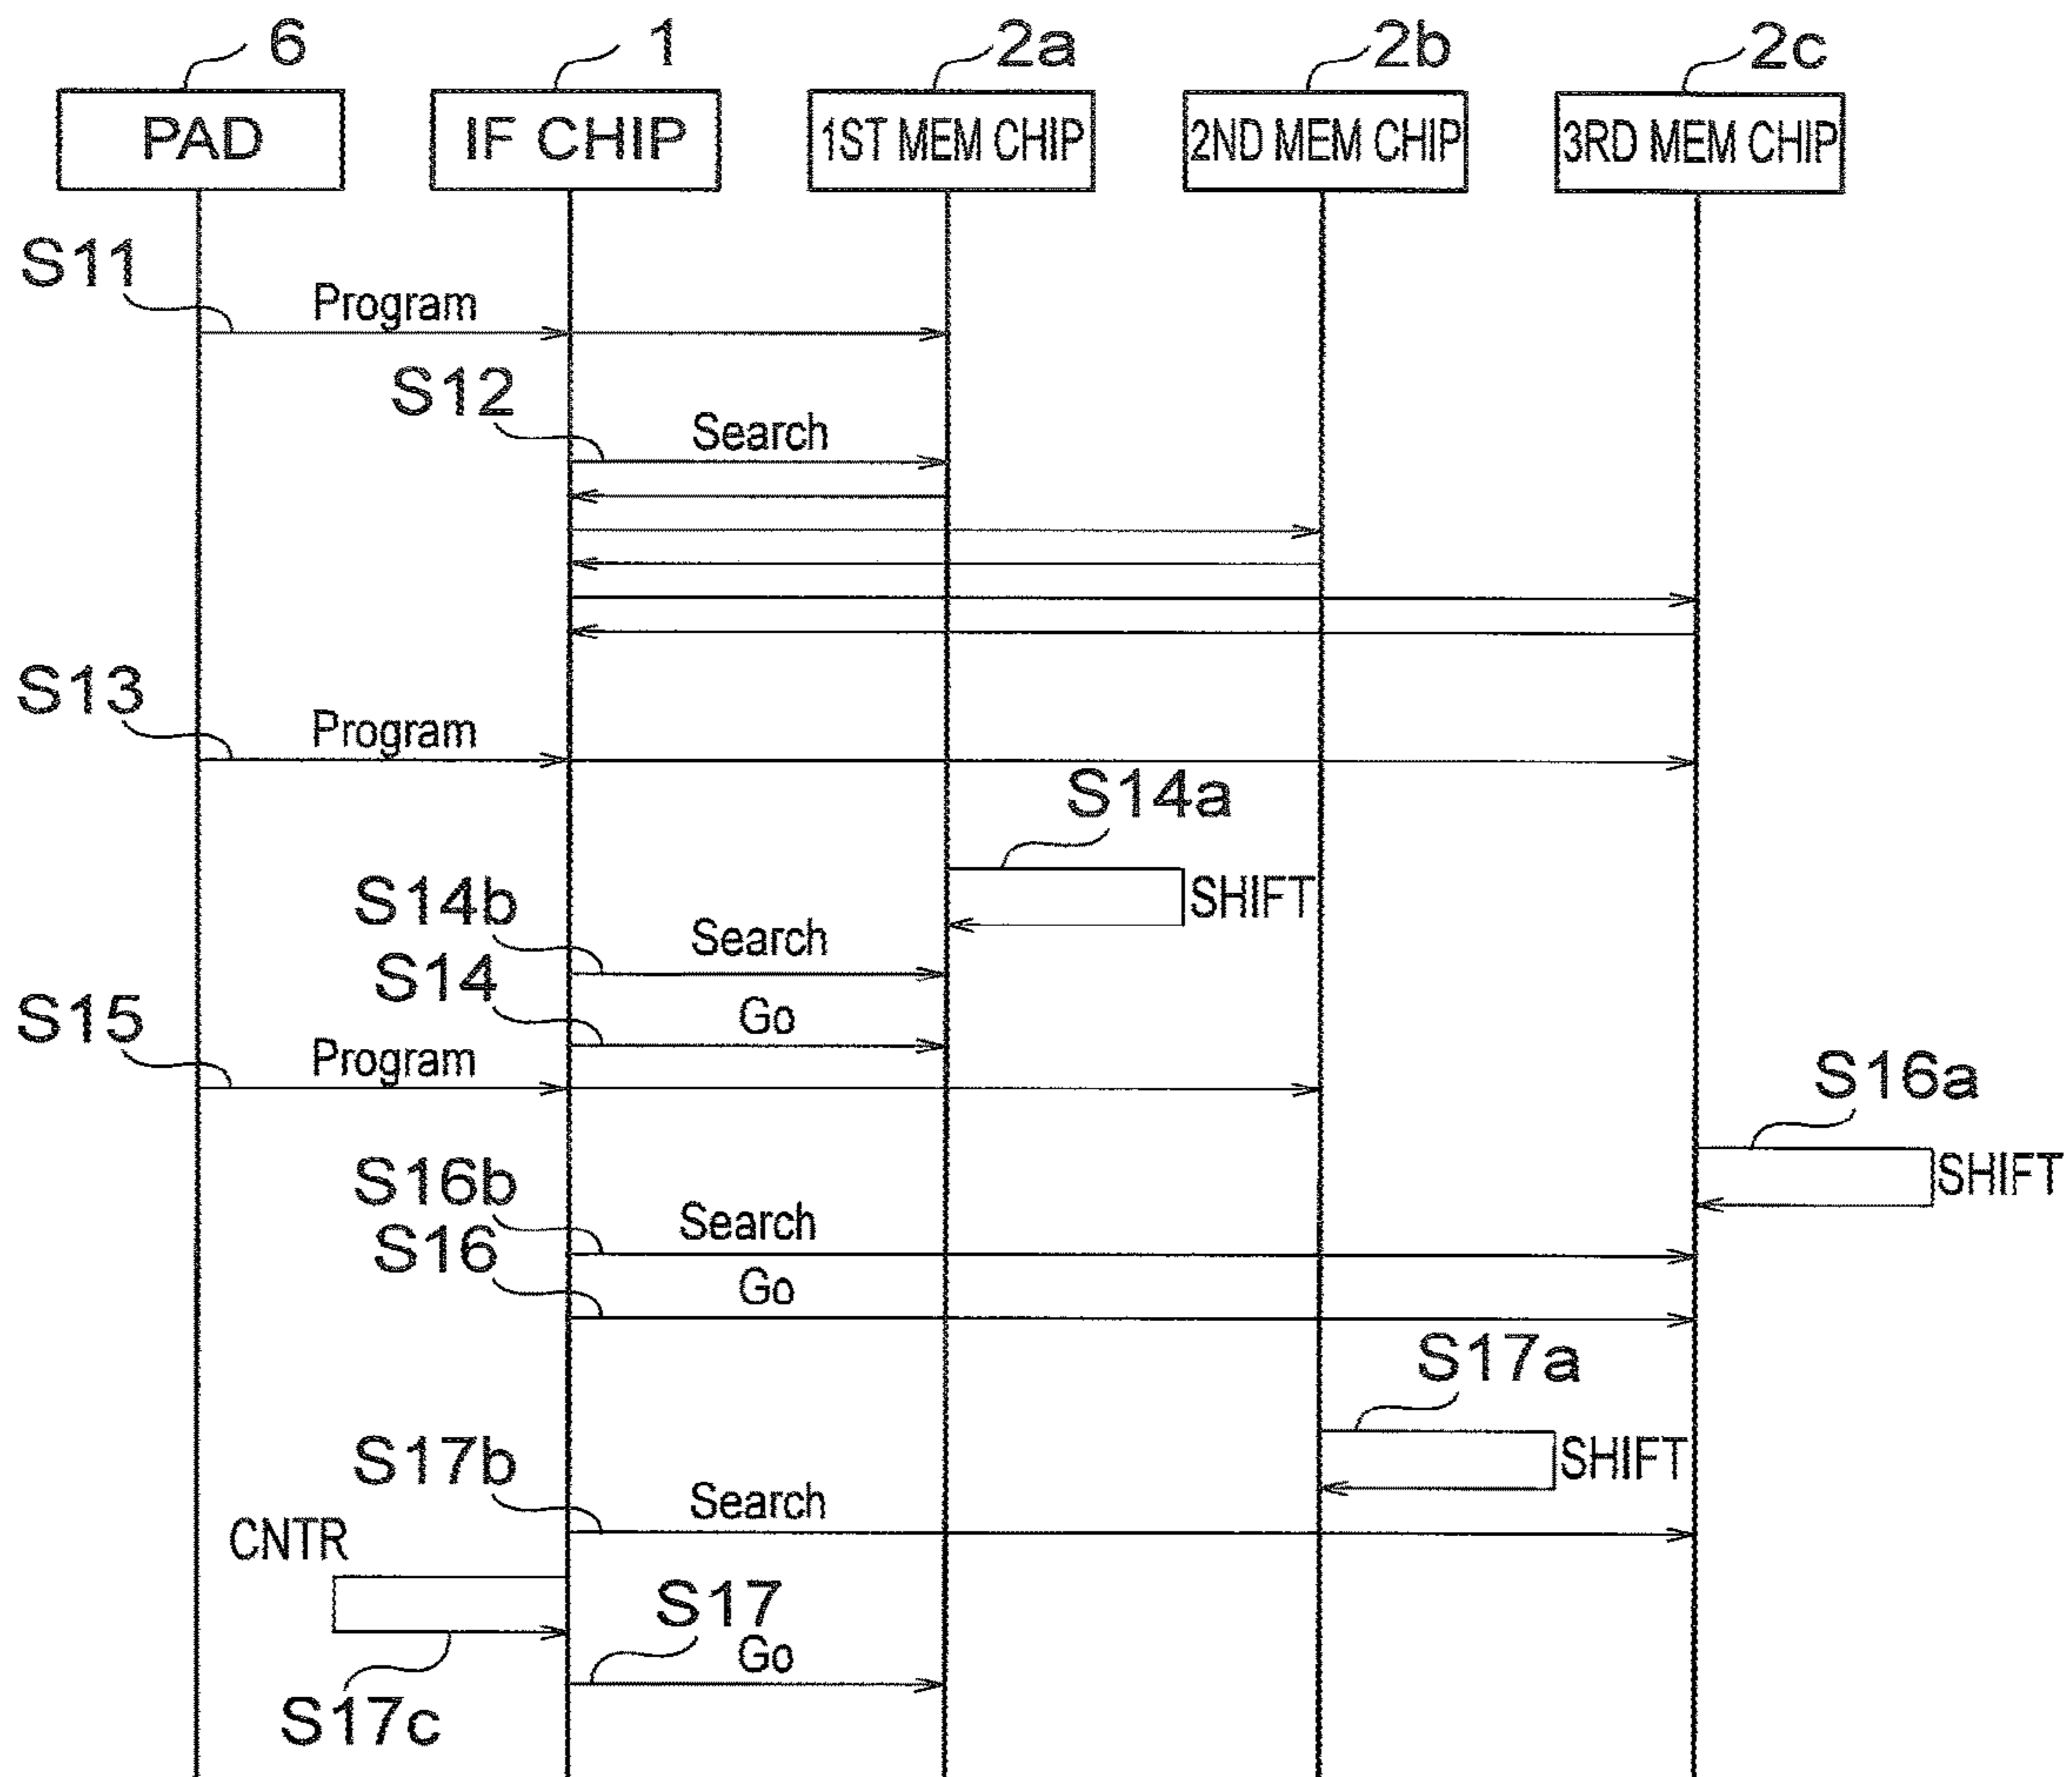 6 1 2a 2b 2c
PAD IF CHIP 1ST MEM CHIP 2ND MEM CHIP 3RD MEM CHIP
S11
Program
S12
Search
S13
Program
S14a
SHIFT
S14b
Search
S14
Go
S15
Program
S16a
SHIFT
S16b
Search
S16
Go
S17a
SHIFT
S17b
Search
CNTR
S17
Go
S17c